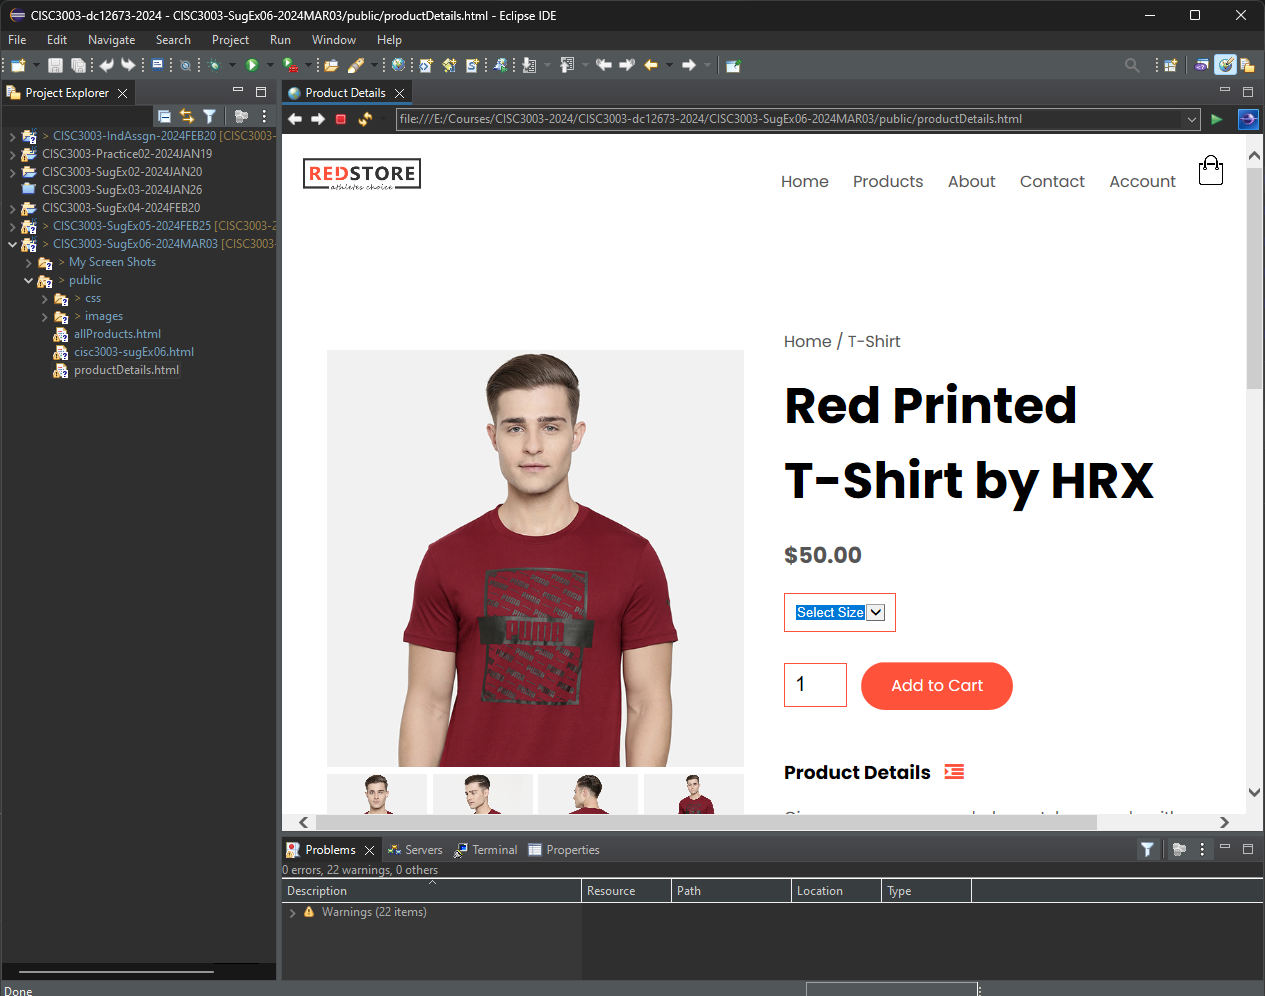 CISC3003-dc12673-2024 - CISC3003-SugEx06-2024MAR03/public/productDetails.html - Eclipse IDE
File Edit Navigate Search Project Run Window Help
Project Explorer
> CISC3003-IndAssgn-2024FEB20 [CISC3003-
CISC3003-Practice02-2024JAN19
CISC3003-SugEx02-2024JAN20
CISC3003-SugEx03-2024JAN26
CISC3003-SugEx04-2024FEB20
> CISC3003-SugEx05-2024FEB25 [CISC3003-2
> CISC3003-SugEx06-2024MAR03 [CISC3003-
> My Screen Shots
> public
> css
> images
allProducts.html
cisc3003-sugEx06.html
productDetails.html
Product Details
file:///E:/Courses/CISC3003-2024/CISC3003-dc12673-2024/CISC3003-SugEx06-2024MAR03/public/productDetails.html
REDSTORE
athletes choice
Home Products About Contact Account
PUMA
Home / T-Shirt
Red Printed
T-Shirt by HRX
$50.00
Select Size
1
Add to Cart
Product Details
Problems Servers Terminal Properties
0 errors, 22 warnings, 0 others
Description Resource Path Location Type
Warnings (22 items)
Done